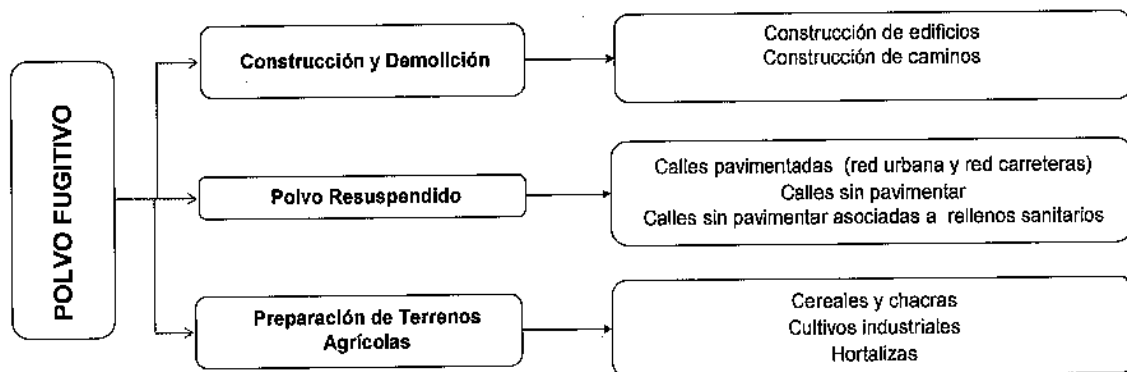 POLVO FUGITIVO
Construcción y Demolición
Construcción de edificios
Construcción de caminos
Polvo Resuspendido
Calles pavimentadas (red urbana y red carreteras)
Calles sin pavimentar
Calles sin pavimentar asociadas a rellenos sanitarios
Preparación de Terrenos
Agrícolas
Cereales y chacras
Cultivos industriales
Hortalizas